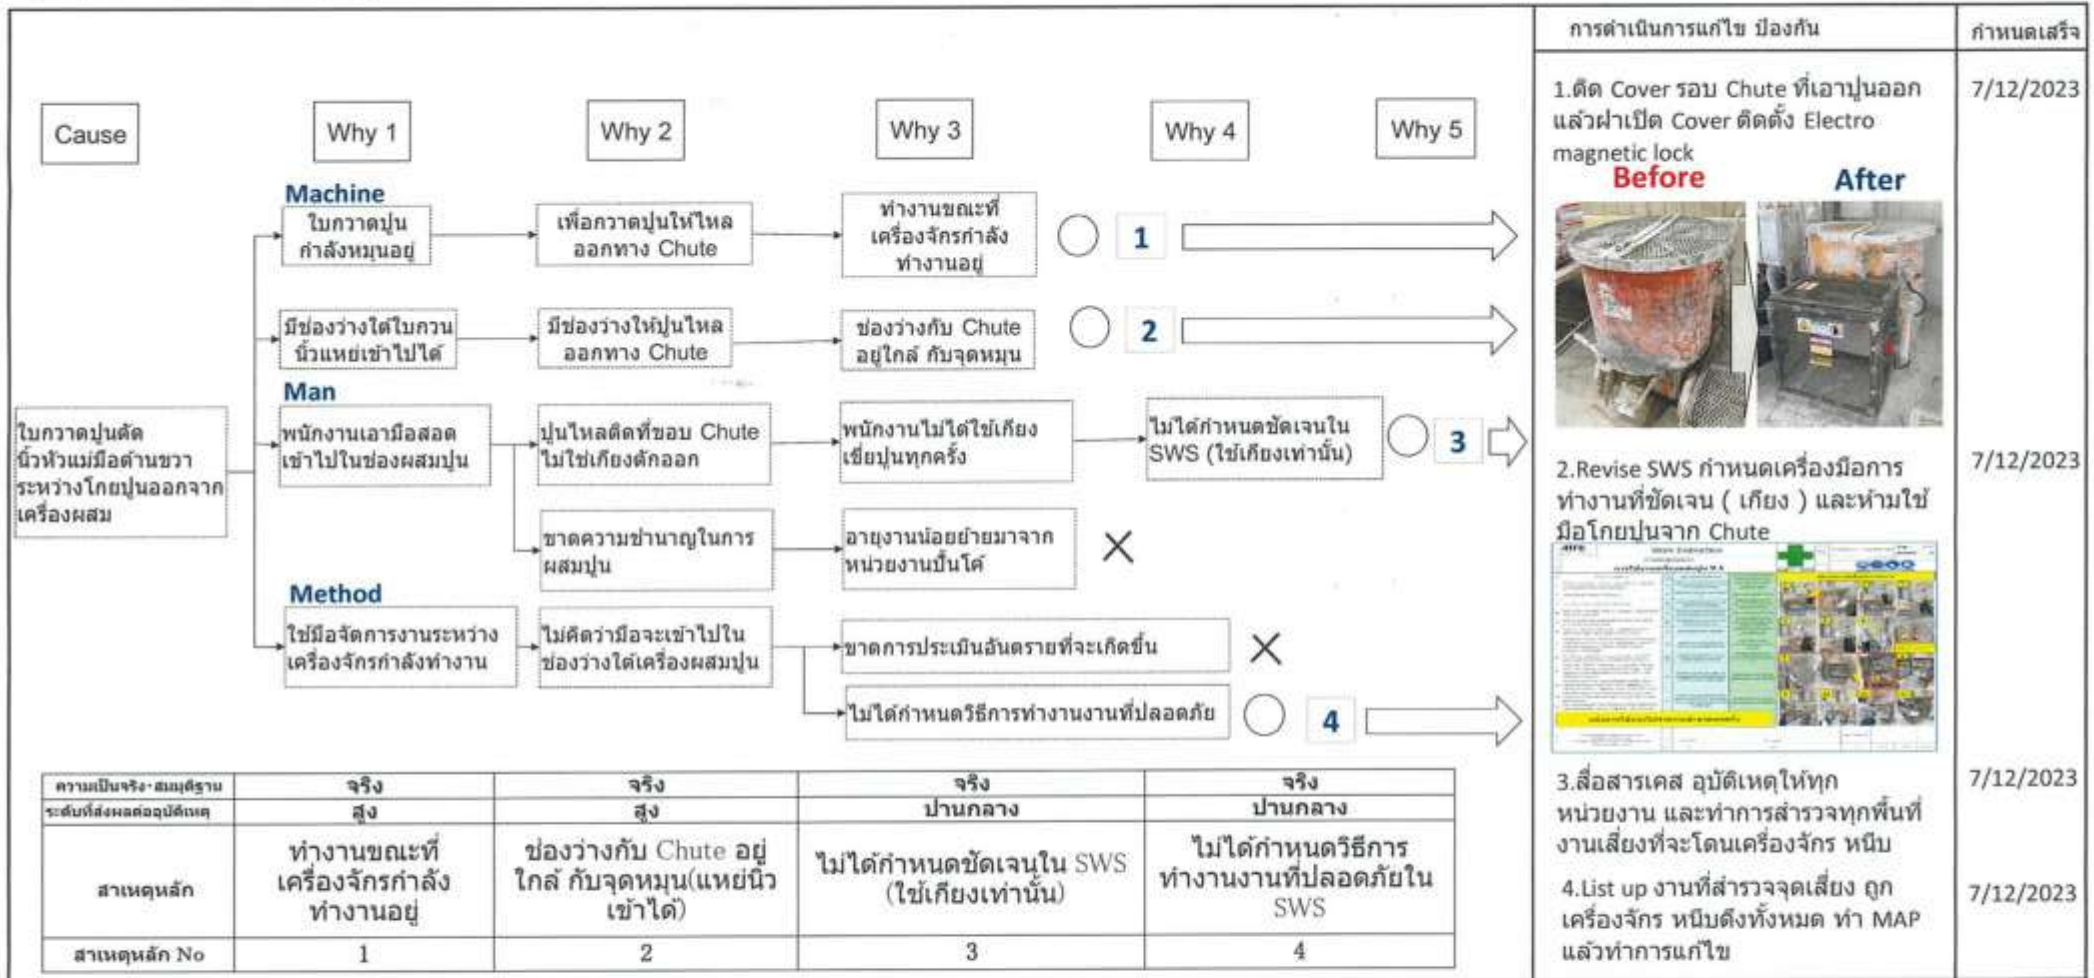 การดำเนินการแก้ไข ป้องกัน
กำหนดเสร็จ
Cause
Why 1
Why 2
Why 3
Why 4
Why 5
Machine
ใบกวาดปูน
กำลังหมุนอยู่
เพื่อกวาดปูนให้ไหล
ออกทาง Chute
ทำงานขณะที่
เครื่องจักรกำลัง
ทำงานอยู่
1
มีช่องว่างใต้ใบกวน
นิ้วแหย่เข้าไปได้
มีช่องว่างให้ปูนไหล
ออกทาง Chute
ช่องว่างกับ Chute
อยู่ใกล้ กับจุดหมุน
2
Man
ใบกวาดปูนตัด
นิ้วหัวแม่มือด้านขวา
ระหว่างโกยปูนออกจาก
เครื่องผสม
พนักงานเอามือสอด
เข้าไปในช่องผสมปูน
ปูนไหลติดที่ขอบ Chute
ไม่ใช่เกียงตักออก
พนักงานไม่ได้ใช้เกียง
เขี่ยปูนทุกครั้ง
ไม่ได้กำหนดชัดเจนใน
SWS (ใช้เกียงเท่านั้น)
3
ขาดความชำนาญในการ
ผสมปูน
อายุงานน้อยย้ายมาจาก
หน่วยงานปั้นโค้
Method
ใช้มือจัดการงานระหว่าง
เครื่องจักรกำลังทำงาน
ไม่คิดว่ามือจะเข้าไปใน
ช่องว่างใต้เครื่องผสมปูน
ขาดการประเมินอันตรายที่จะเกิดขึ้น
ไม่ได้กำหนดวิธีการทำงานงานที่ปลอดภัย
4
1.ติด Cover รอบ Chute ที่เอาปูนออก
แล้วฝาเปิด Cover ติดตั้ง Electro
magnetic lock
7/12/2023
Before
After
2.Revise SWS กำหนดเครื่องมือการ
ทำงานที่ชัดเจน ( เกียง ) และห้ามใช้
มือโกยปูนจาก Chute
7/12/2023
3.สื่อสารเคส อุบัติเหตุให้ทุก
หน่วยงาน และทำการสำรวจทุกพื้นที่
งานเสี่ยงที่จะโดนเครื่องจักร หนีบ
7/12/2023
4.List up งานที่สำรวจจุดเสี่ยง ถูก
เครื่องจักร หนีบดึงทั้งหมด ทำ MAP
แล้วทำการแก้ไข
7/12/2023
ความเป็นจริง-สมมุติฐาน
จริง
จริง
จริง
จริง
ระดับที่ส่งผลต่ออุบัติเหตุ
สูง
สูง
ปานกลาง
ปานกลาง
สาเหตุหลัก
ทำงานขณะที่
เครื่องจักรกำลัง
ทำงานอยู่
ช่องว่างกับ Chute อยู่
ใกล้ กับจุดหมุน(แหย่นิ้ว
เข้าได้)
ไม่ได้กำหนดชัดเจนใน SWS
(ใช้เกียงเท่านั้น)
ไม่ได้กำหนดวิธีการ
ทำงานงานที่ปลอดภัยใน
SWS
สาเหตุหลัก No
1
2
3
4